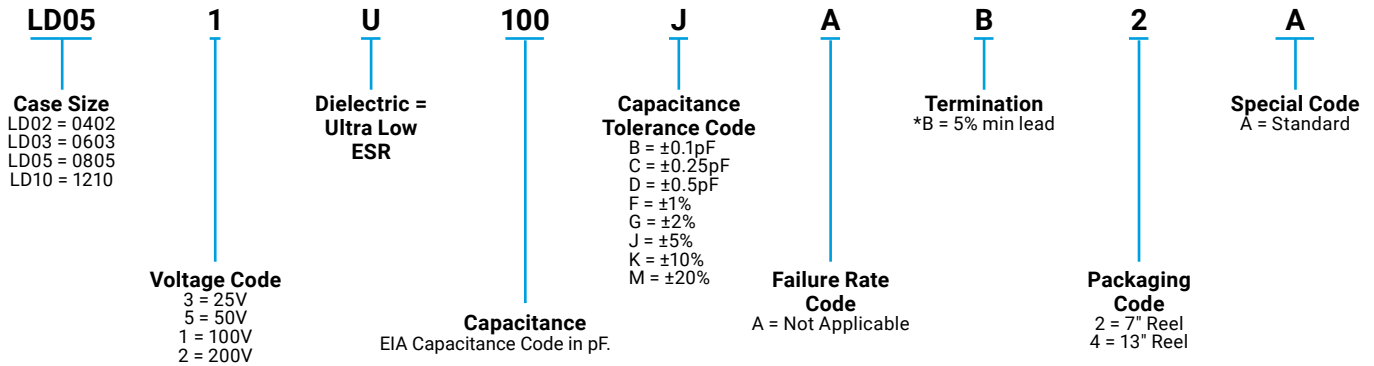 LD05 1 U 100 J A B 2 A
Case Size
LD02 = 0402
LD03 = 0603
LD05 = 0805
LD10 = 1210
Voltage Code
3 = 25V
5 = 50V
1 = 100V
2 = 200V
Dielectric =
Ultra Low
ESR
Capacitance
EIA Capacitance Code in pF.
Capacitance
Tolerance Code
B = ±0.1pF
C = ±0.25pF
D = ±0.5pF
F = ±1%
G = ±2%
J = ±5%
K = ±10%
M = ±20%
Failure Rate
Code
A = Not Applicable
Termination
*B = 5% min lead
Packaging
Code
2 = 7" Reel
4 = 13" Reel
Special Code
A = Standard